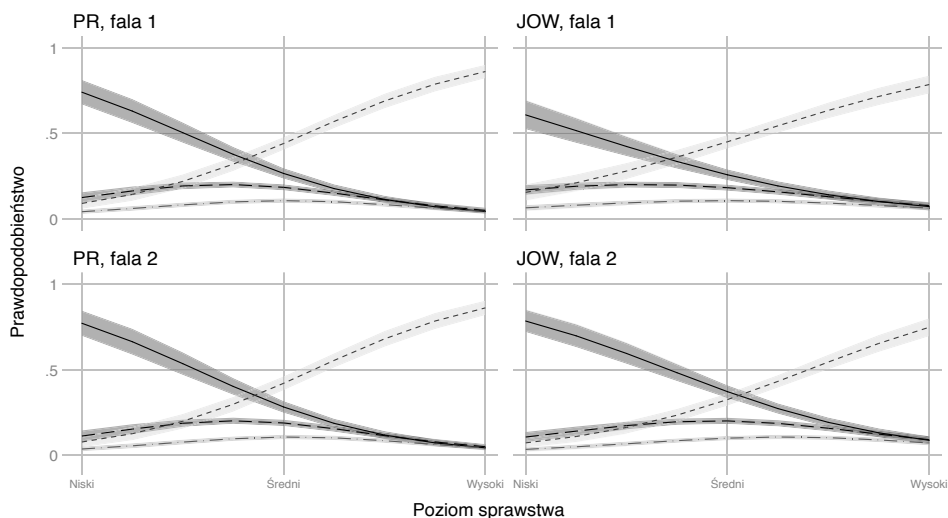 PR, fala 1
JOW, fala 1
1
.5
0
PR, fala 2
JOW, fala 2
1
.5
0
Prawdopodobieństwo
Niski
Średni
Wysoki
Niski
Średni
Wysoki
Poziom sprawstwa